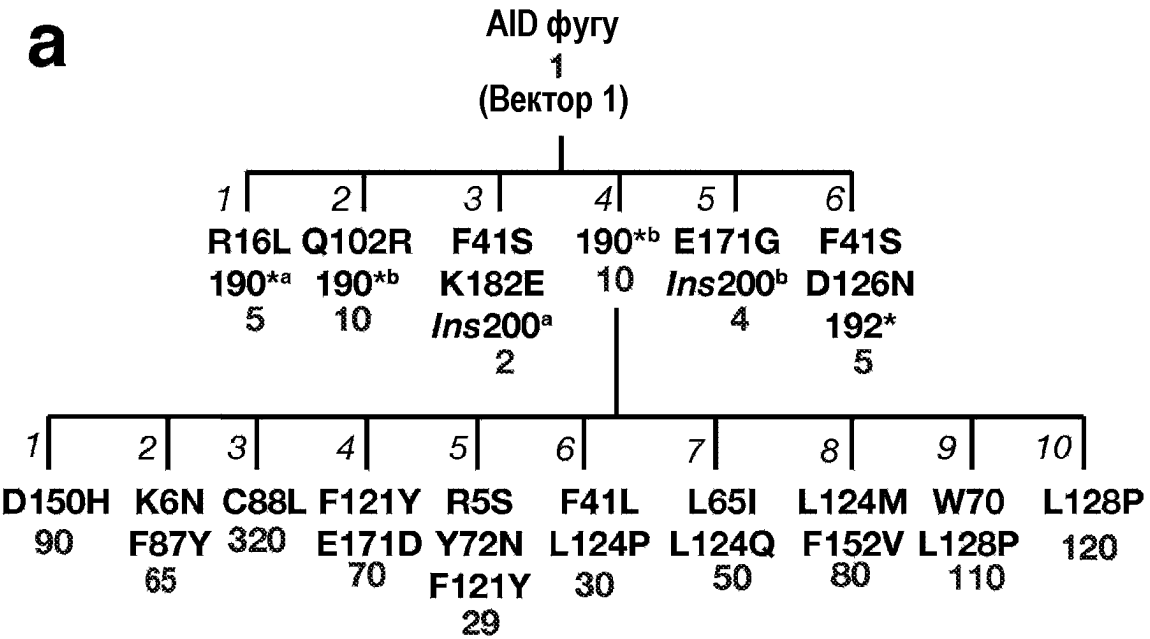 a
AID фугу
1
(Вектор 1)
1 2 3 4 5 6
R16L Q102R F41S 190*ᵇ E171G F41S
190*ᵃ 190*ᵇ K182E 10 Ins200ᵇ D126N
5 10 Ins200ᵃ 4 192*
2 5
1 2 3 4 5 6 7 8 9 10
D150H K6N C88L F121Y R5S F41L L65I L124M W70 L128P
90 F87Y 320 E171D Y72N L124P L124Q F152V L128P 120
65 70 F121Y 30 50 80 110
29